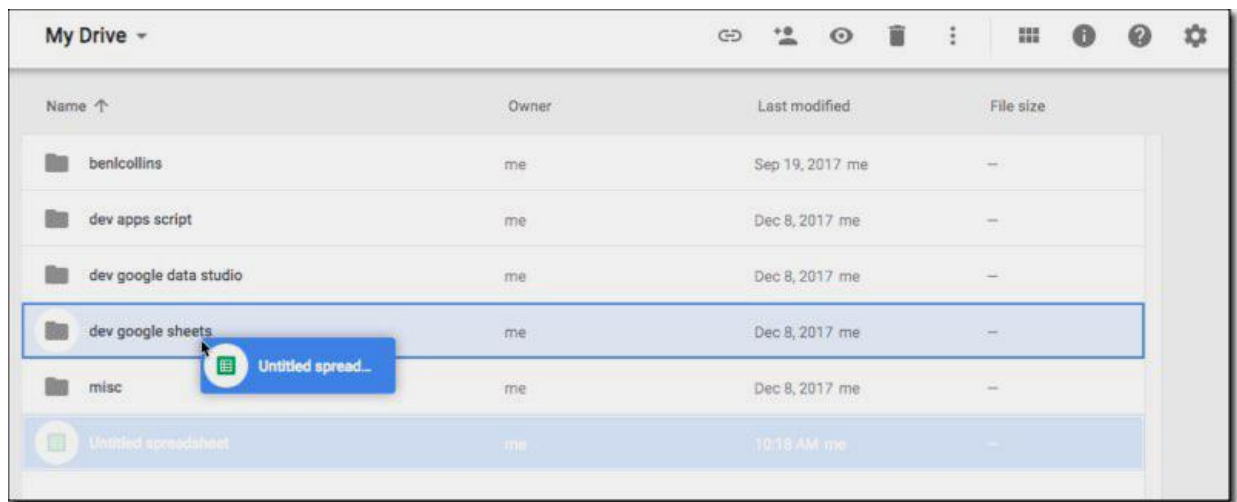 My Drive
Name Owner Last modified File size
benlcollins me Sep 19, 2017 me –
dev apps script me Dec 8, 2017 me –
dev google data studio me Dec 8, 2017 me –
dev google sheets me Dec 8, 2017 me –
Untitled spread...
misc me Dec 8, 2017 me –
Untitled spreadsheet me 10:18 AM me –